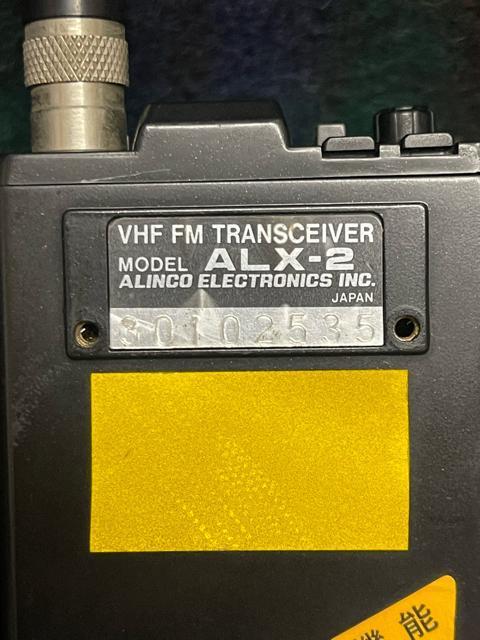 VHF FM TRANSCEIVER
MODEL ALX-2
ALINCO ELECTRONICS INC.
JAPAN
30102535
能